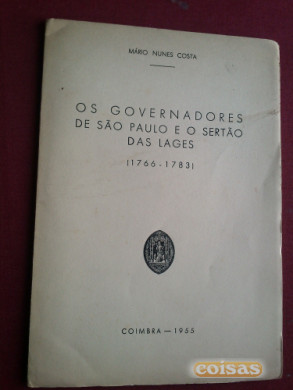 MÁRIO NUNES COSTA
OS GOVERNADORES
DE SÃO PAULO E O SERTÃO
DAS LAGES
(1766-1783)
COIMBRA — 1955
coisas